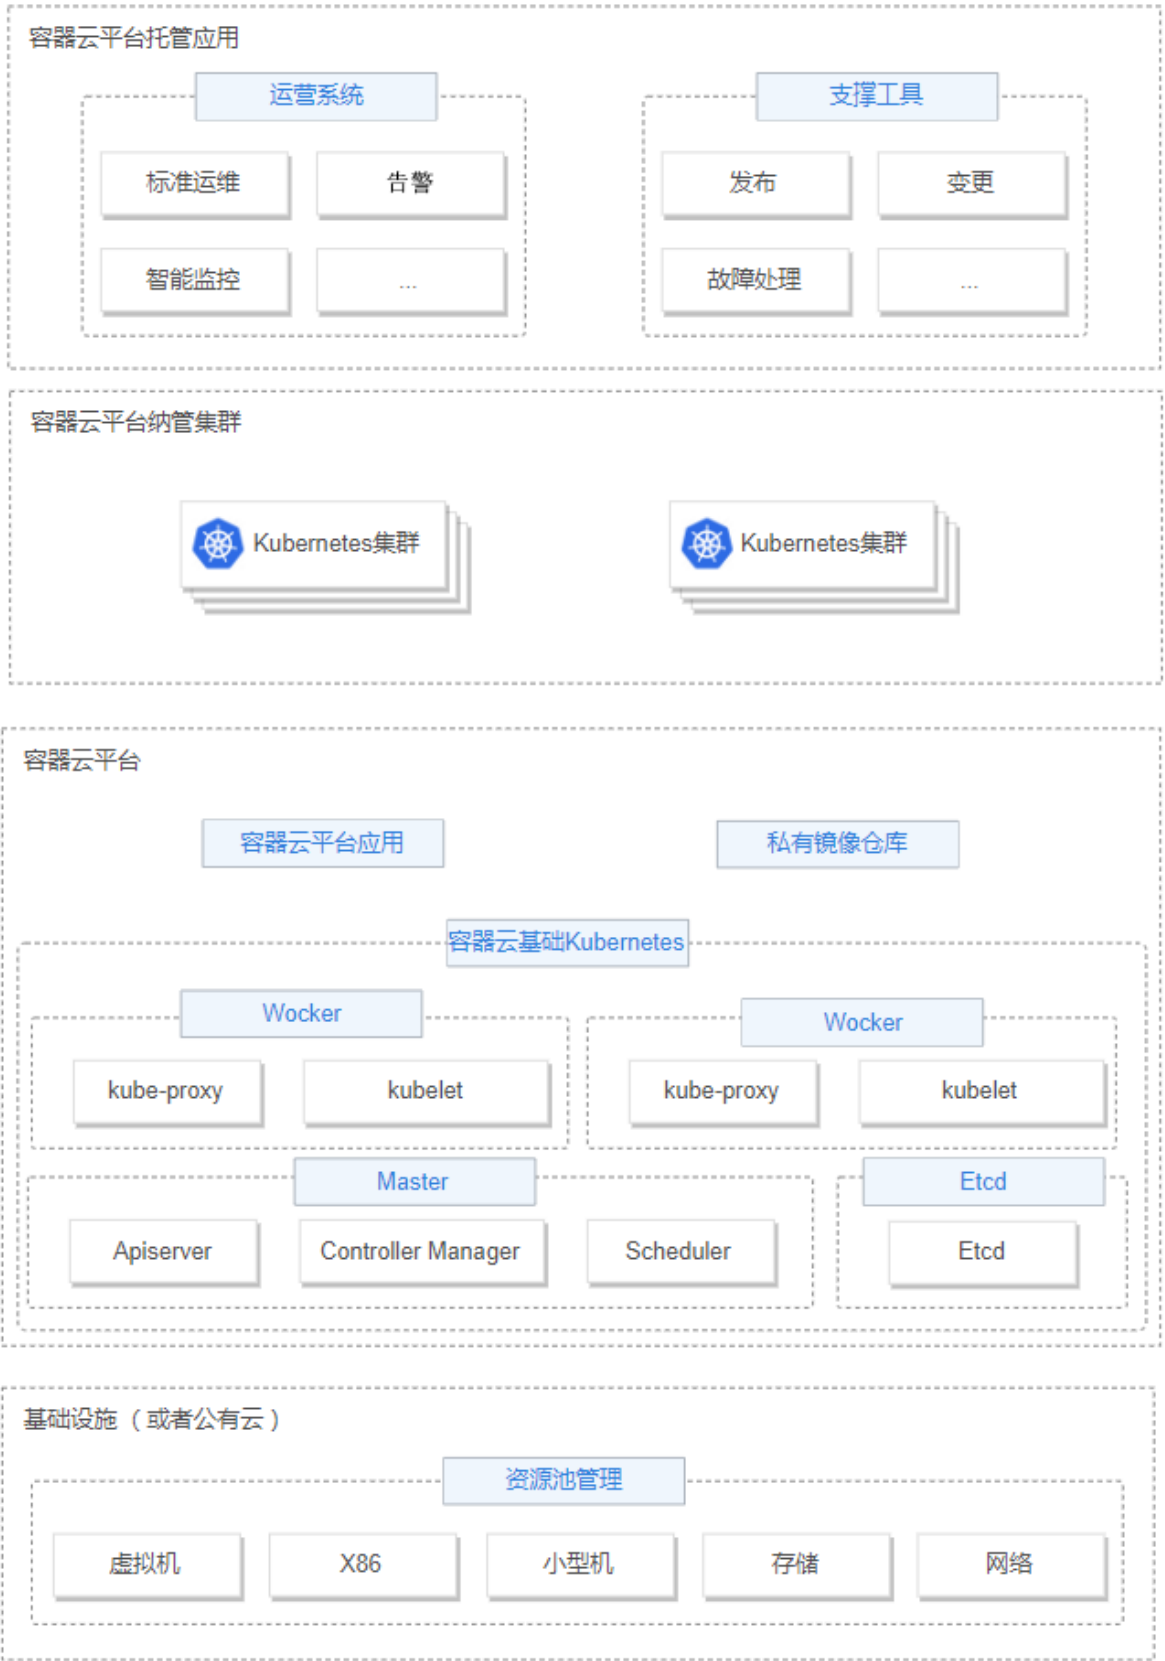 容器云平台托管应用
运营系统
支撑工具
标准运维
告警
发布
变更
智能监控
...
故障处理
...
容器云平台纳管集群
Kubernetes集群
Kubernetes集群
容器云平台
容器云平台应用
私有镜像仓库
容器云基础Kubernetes
Wocker
Wocker
kube-proxy
kubelet
kube-proxy
kubelet
Master
Etcd
Apiserver
Controller Manager
Scheduler
Etcd
基础设施（或者公有云）
资源池管理
虚拟机
X86
小型机
存储
网络